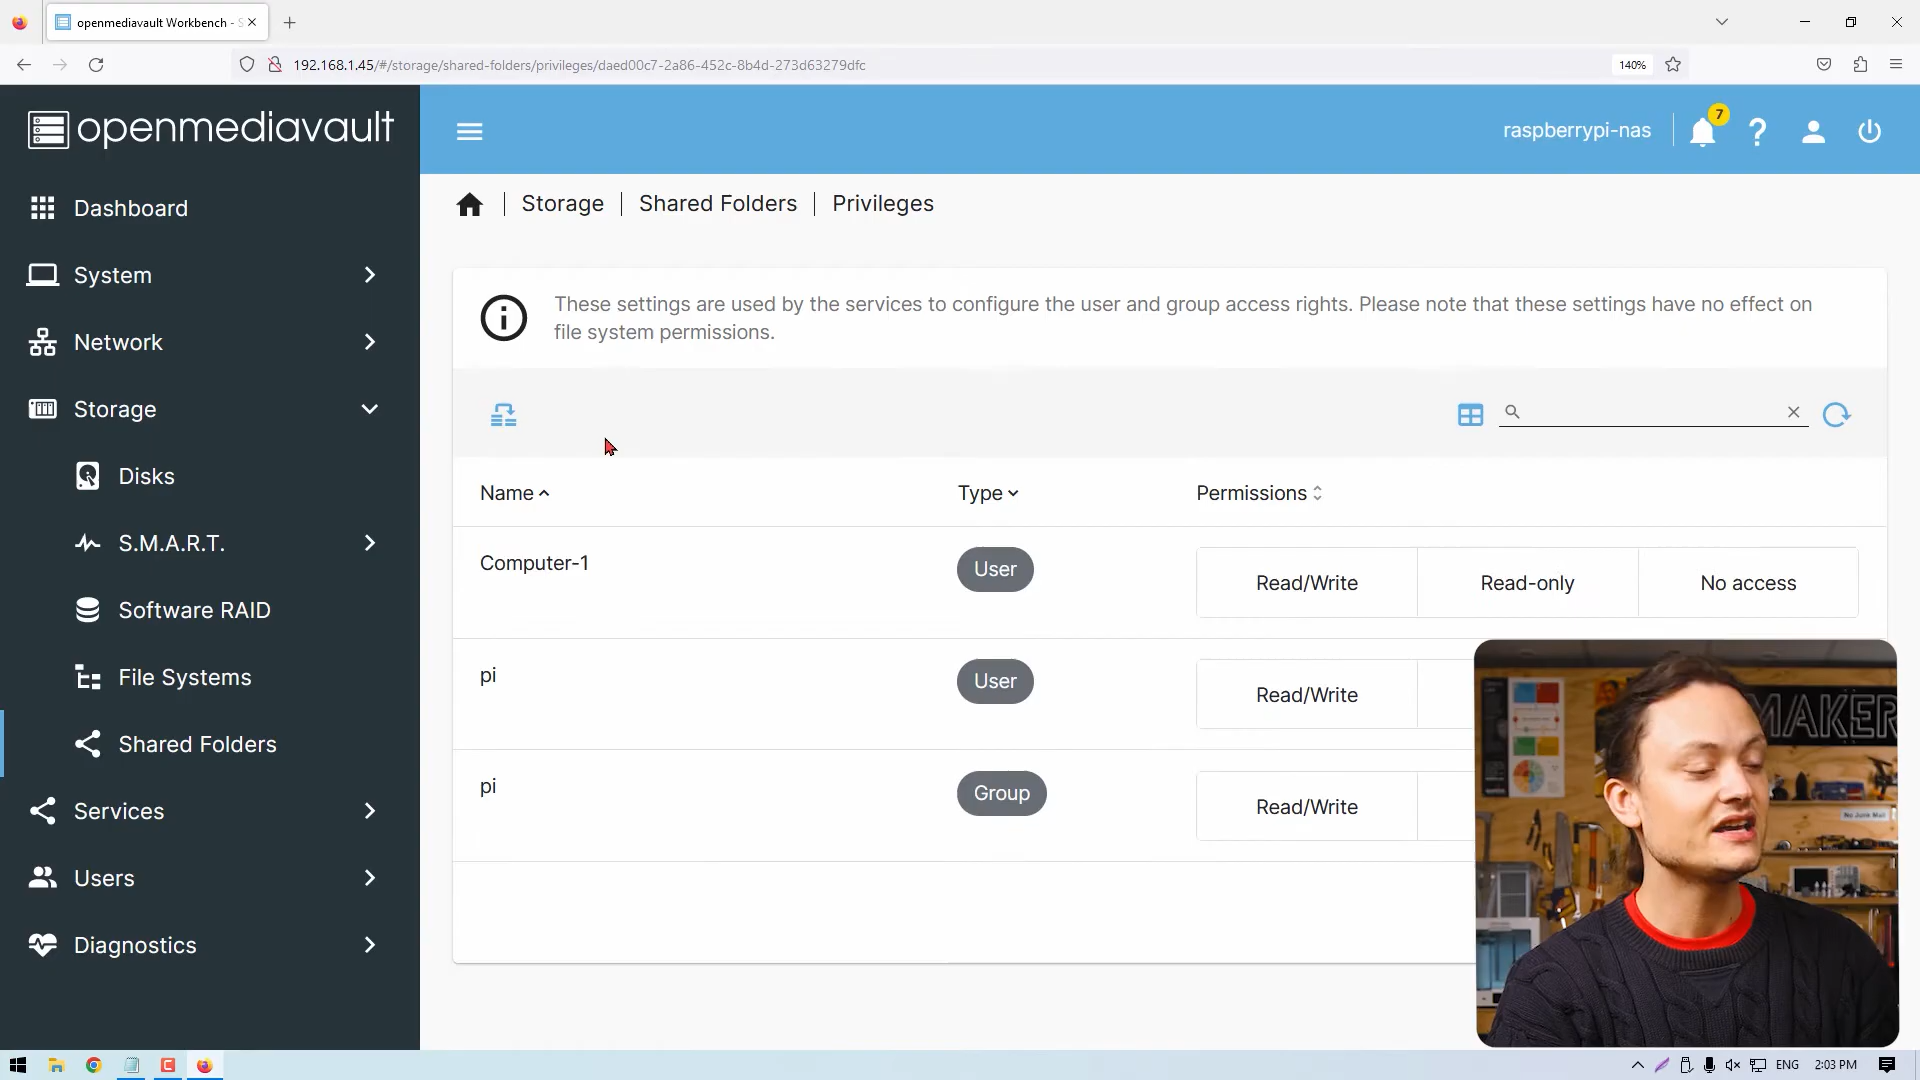 openmediavault Workbench - S
192.168.1.45/#/storage/shared-folders/privileges/daed00c7-2a86-452c-8b4d-273d63279dfc
140%
openmediavault
raspberrypi-nas
7
Dashboard
System
Network
Storage
Disks
S.M.A.R.T.
Software RAID
File Systems
Shared Folders
Services
Users
Diagnostics
Storage | Shared Folders | Privileges
These settings are used by the services to configure the user and group access rights. Please note that these settings have no effect on
file system permissions.
Name Type Permissions
Computer-1 User Read/Write Read-only No access
pi User Read/Write
pi Group Read/Write
MAKER
No Junk Mail
ENG 2:03 PM